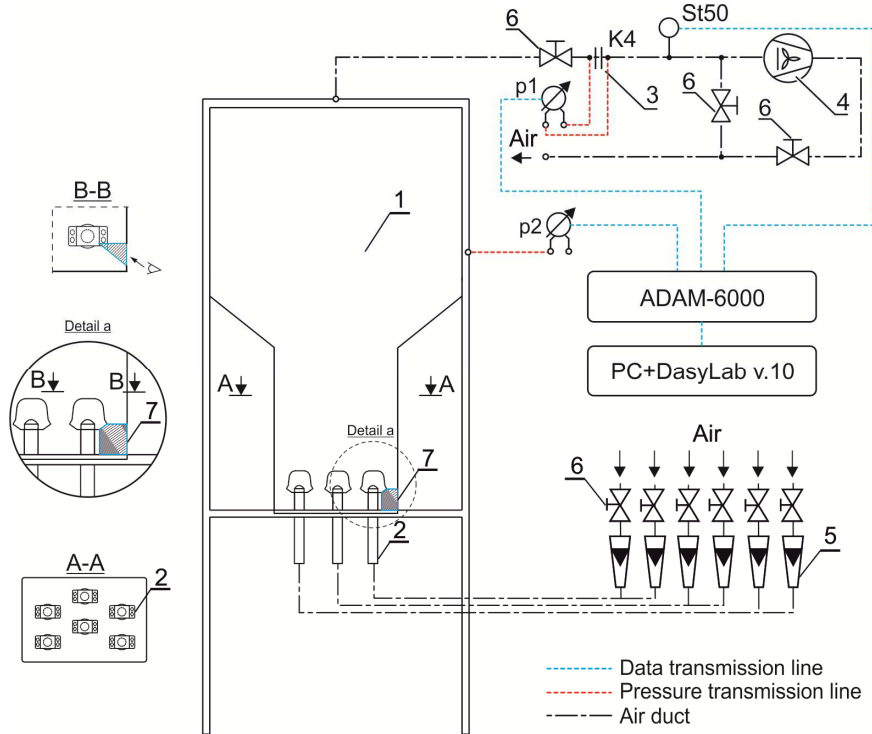 6
St50
K4
p1
3
6
6
4
Air
B-B
1
p2
ADAM-6000
Detail a
PC+DasyLab v.10
B
B
A
A
7
Detail a
Air
7
6
2
5
A-A
2
Data transmission line
Pressure transmission line
Air duct